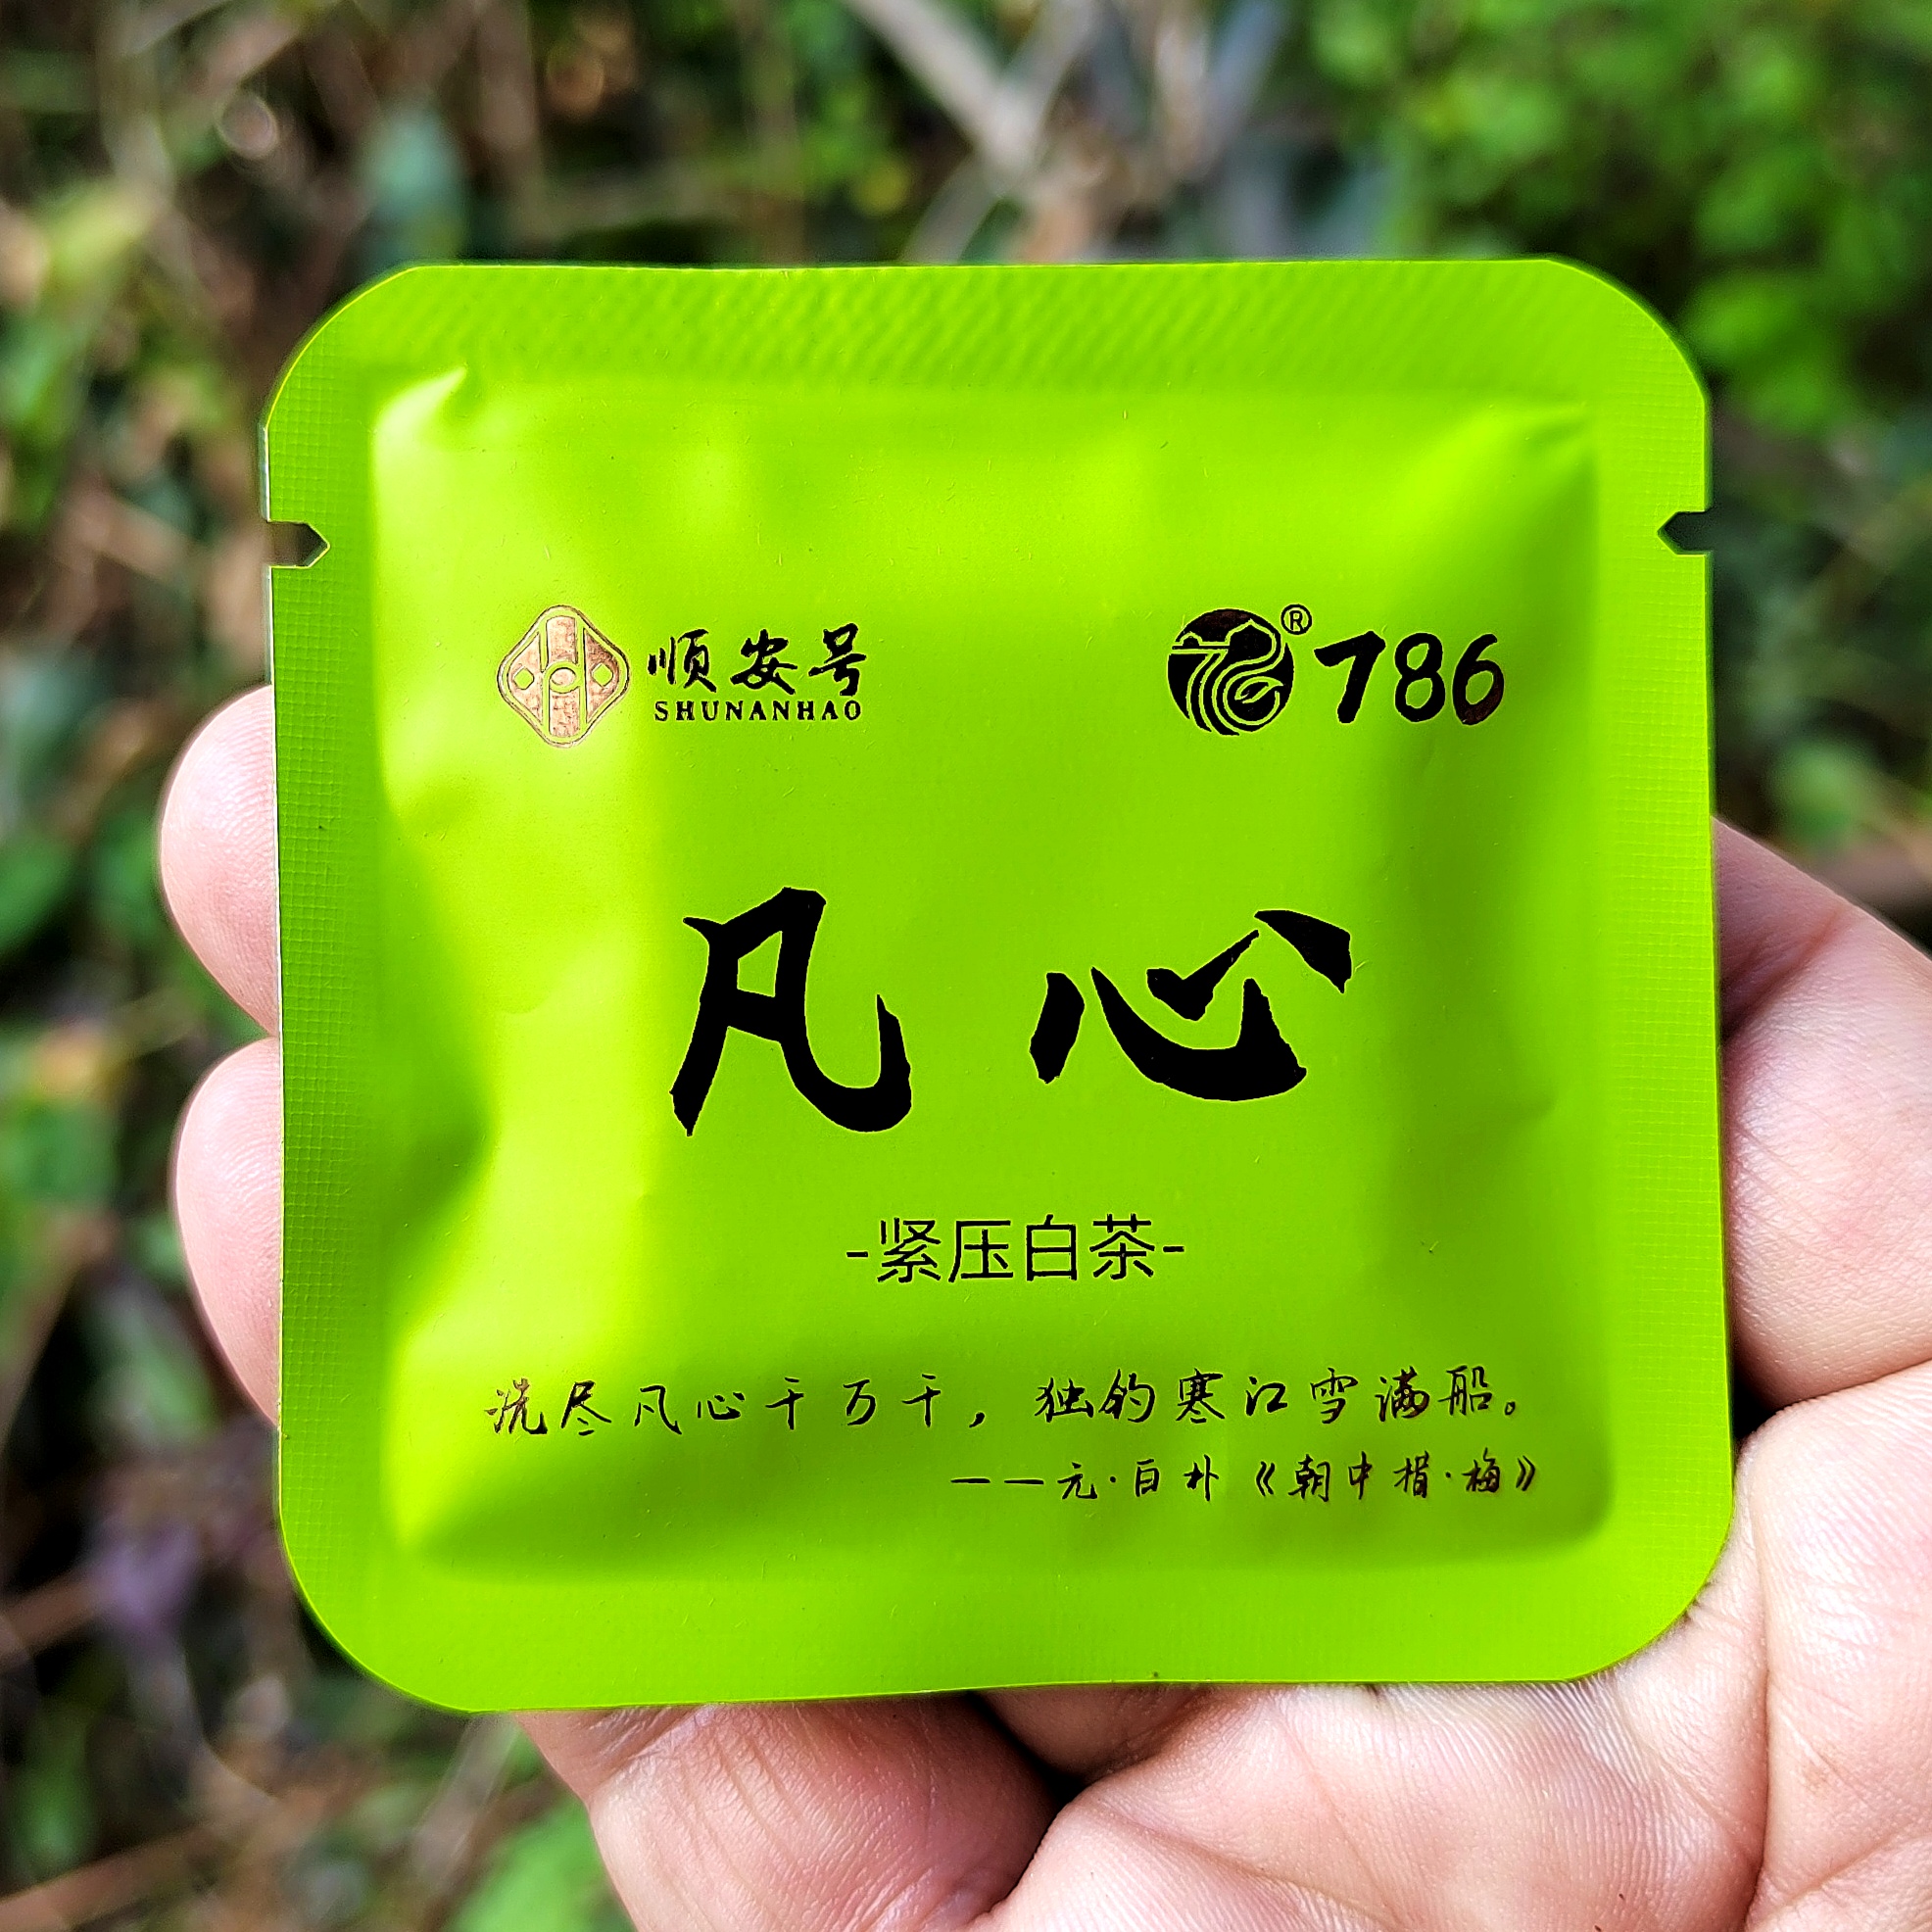 顺安号
SHUNANHAO
® 786
凡心
-紧压白茶-
洗尽凡心千万千，独钓寒江雪满船。
——元·白朴《朝中措·梅》